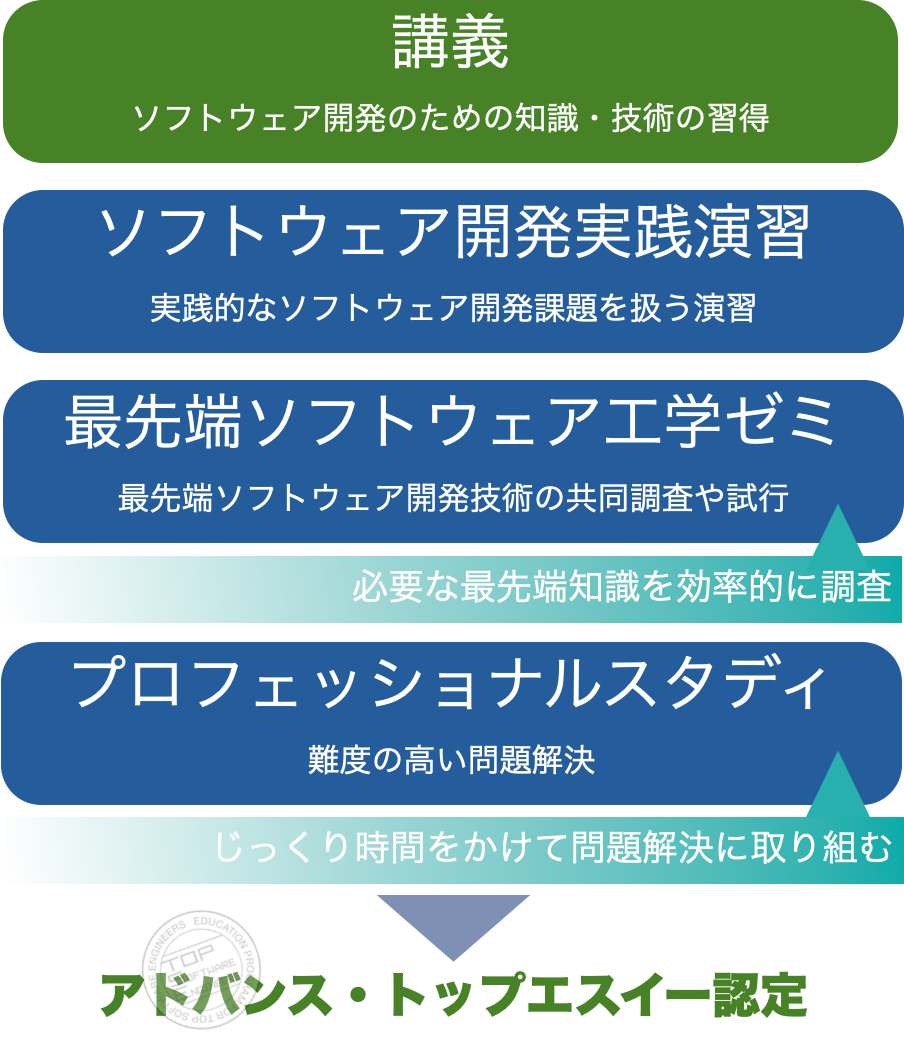 講義
ソフトウェア開発のための知識・技術の習得
ソフトウェア開発実践演習
実践的なソフトウェア開発課題を扱う演習
最先端ソフトウェア工学ゼミ
最先端ソフトウェア開発技術の共同調査や試行
必要な最先端知識を効率的に調査
プロフェッショナルスタディ
難度の高い問題解決
じっくり時間をかけて問題解決に取り組む
アドバンス・トップエスイー認定
EDUCATION PROGRAM FOR TOP SOFTWARE ENGINEERS
TOP
SOFTWARE